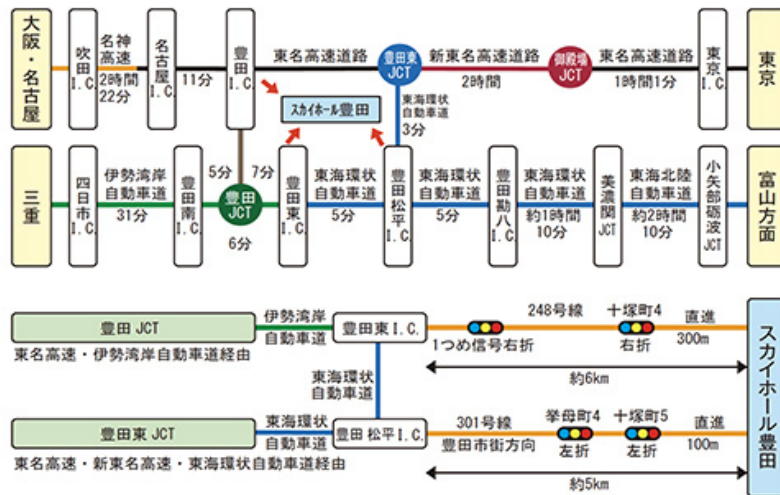 大阪・名古屋
吹田I.C.
名神高速
2時間22分
名古屋I.C.
11分
豊田I.C.
東名高速道路
豊田東JCT
新東名高速道路
2時間
御殿場JCT
東名高速道路
1時間1分
東京I.C.
東京
スカイホール豊田
東海環状自動車道
3分
三重
四日市I.C.
伊勢湾岸自動車道
31分
豊田南I.C.
5分
7分
豊田JCT
6分
豊田東I.C.
東海環状自動車道
5分
豊田松平I.C.
東海環状自動車道
5分
豊田勘八I.C.
東海環状自動車道
約1時間10分
美濃関JCT
東海北陸自動車道
約2時間10分
小矢部砺波JCT
富山方面
豊田 JCT
東名高速・伊勢湾岸自動車道経由
伊勢湾岸自動車道
豊田東 I.C.
1つめ信号右折
248号線
十塚町4
右折
直進
300m
約6km
東海環状自動車道
豊田東 JCT
東名高速・新東名高速・東海環状自動車道経由
東海環状自動車道
豊田 松平 I.C.
301号線
豊田市街方向
挙母町4
左折
十塚町5
左折
直進
100m
約5km
スカイホール豊田